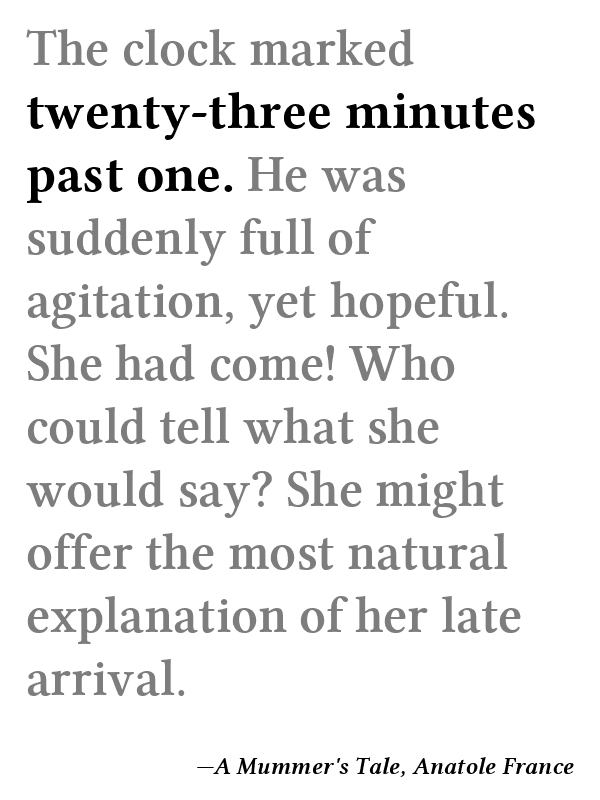 The clock marked
twenty-three minutes
past one. He was
suddenly full of
agitation, yet hopeful.
She had come! Who
could tell what she
would say? She might
offer the most natural
explanation of her late
arrival.
—A Mummer's Tale, Anatole France